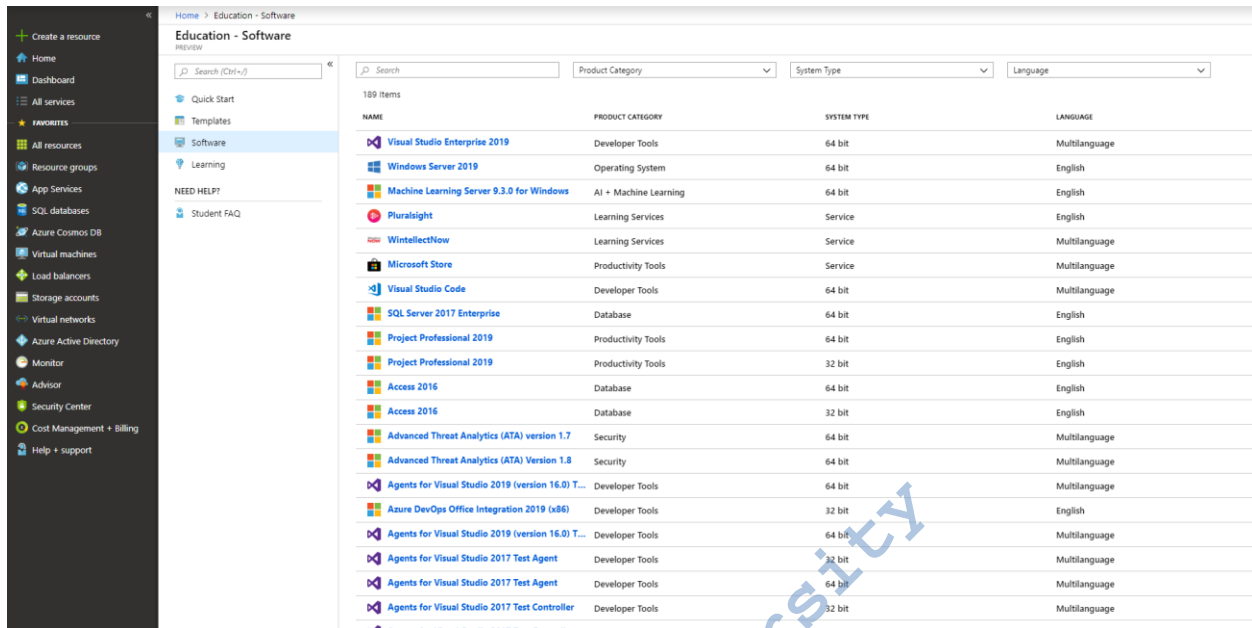 «
Create a resource
Home
Dashboard
All services
FAVORITES
All resources
Resource groups
App Services
SQL databases
Azure Cosmos DB
Virtual machines
Load balancers
Storage accounts
Virtual networks
Azure Active Directory
Monitor
Advisor
Security Center
Cost Management + Billing
Help + support
Home > Education - Software
Education - Software
PREVIEW
Search (Ctrl+/)
«
Quick Start
Templates
Software
Learning
NEED HELP?
Student FAQ
Search Product Category System Type Language
189 Items
NAME PRODUCT CATEGORY SYSTEM TYPE LANGUAGE
Visual Studio Enterprise 2019 Developer Tools 64 bit Multilanguage
Windows Server 2019 Operating System 64 bit English
Machine Learning Server 9.3.0 for Windows AI + Machine Learning 64 bit English
Pluralsight Learning Services Service English
WintellectNow Learning Services Service Multilanguage
Microsoft Store Productivity Tools Service Multilanguage
Visual Studio Code Developer Tools 64 bit Multilanguage
SQL Server 2017 Enterprise Database 64 bit English
Project Professional 2019 Productivity Tools 64 bit English
Project Professional 2019 Productivity Tools 32 bit English
Access 2016 Database 64 bit English
Access 2016 Database 32 bit English
Advanced Threat Analytics (ATA) version 1.7 Security 64 bit Multilanguage
Advanced Threat Analytics (ATA) Version 1.8 Security 64 bit Multilanguage
Agents for Visual Studio 2019 (version 16.0) T... Developer Tools 64 bit Multilanguage
Azure DevOps Office Integration 2019 (x86) Developer Tools 32 bit English
Agents for Visual Studio 2019 (version 16.0) T... Developer Tools 64 bit Multilanguage
Agents for Visual Studio 2017 Test Agent Developer Tools 32 bit Multilanguage
Agents for Visual Studio 2017 Test Agent Developer Tools 64 bit Multilanguage
Agents for Visual Studio 2017 Test Controller Developer Tools 32 bit Multilanguage
rsity